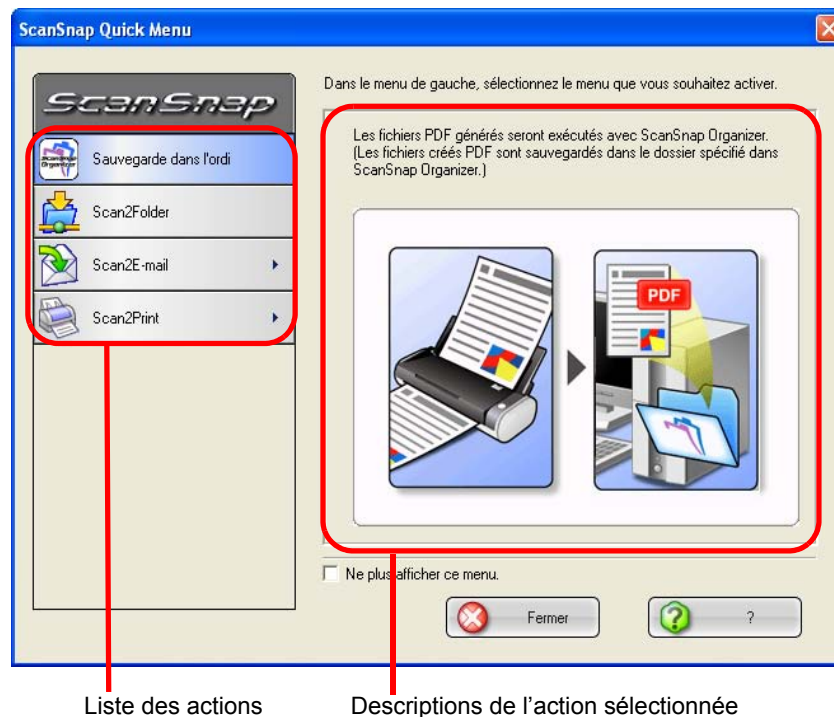 ScanSnap Quick Menu
ScanSnap
Sauvegarde dans l'ordi
Scan2Folder
Scan2E-mail
Scan2Print
Dans le menu de gauche, sélectionnez le menu que vous souhaitez activer.
Les fichiers PDF générés seront exécutés avec ScanSnap Organizer.
(Les fichiers créés PDF sont sauvegardés dans le dossier spécifié dans
ScanSnap Organizer.)
PDF
Ne plus afficher ce menu.
Fermer
?
Liste des actions
Descriptions de l’action sélectionnée